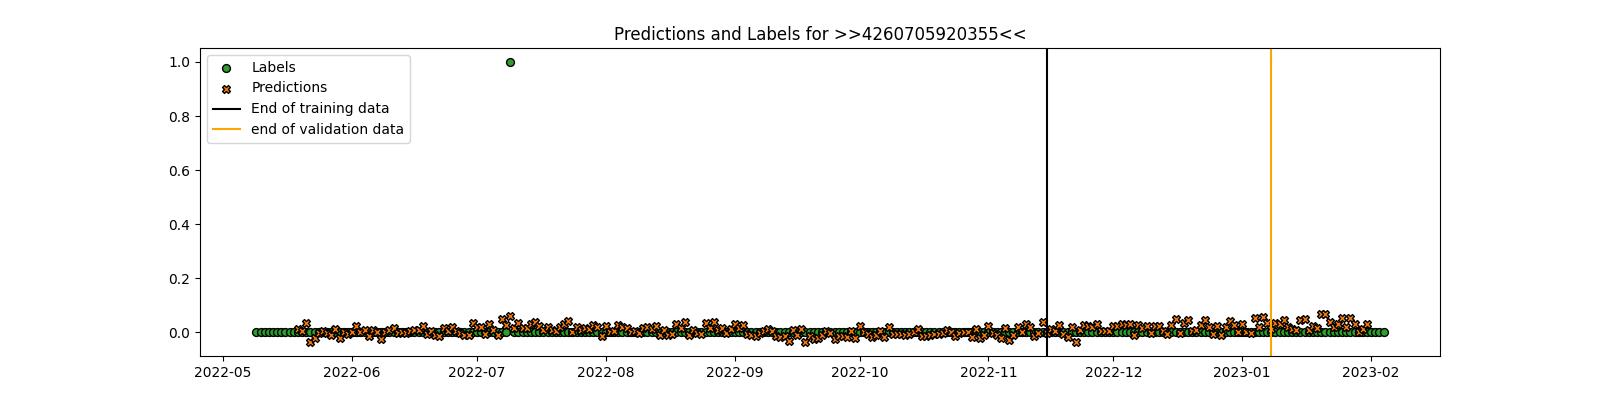 Predictions and Labels for >>4260705920355<<
Labels
Predictions
End of training data
end of validation data
1.0
0.8
0.6
0.4
0.2
0.0
2022-05 2022-06 2022-07 2022-08 2022-09 2022-10 2022-11 2022-12 2023-01 2023-02